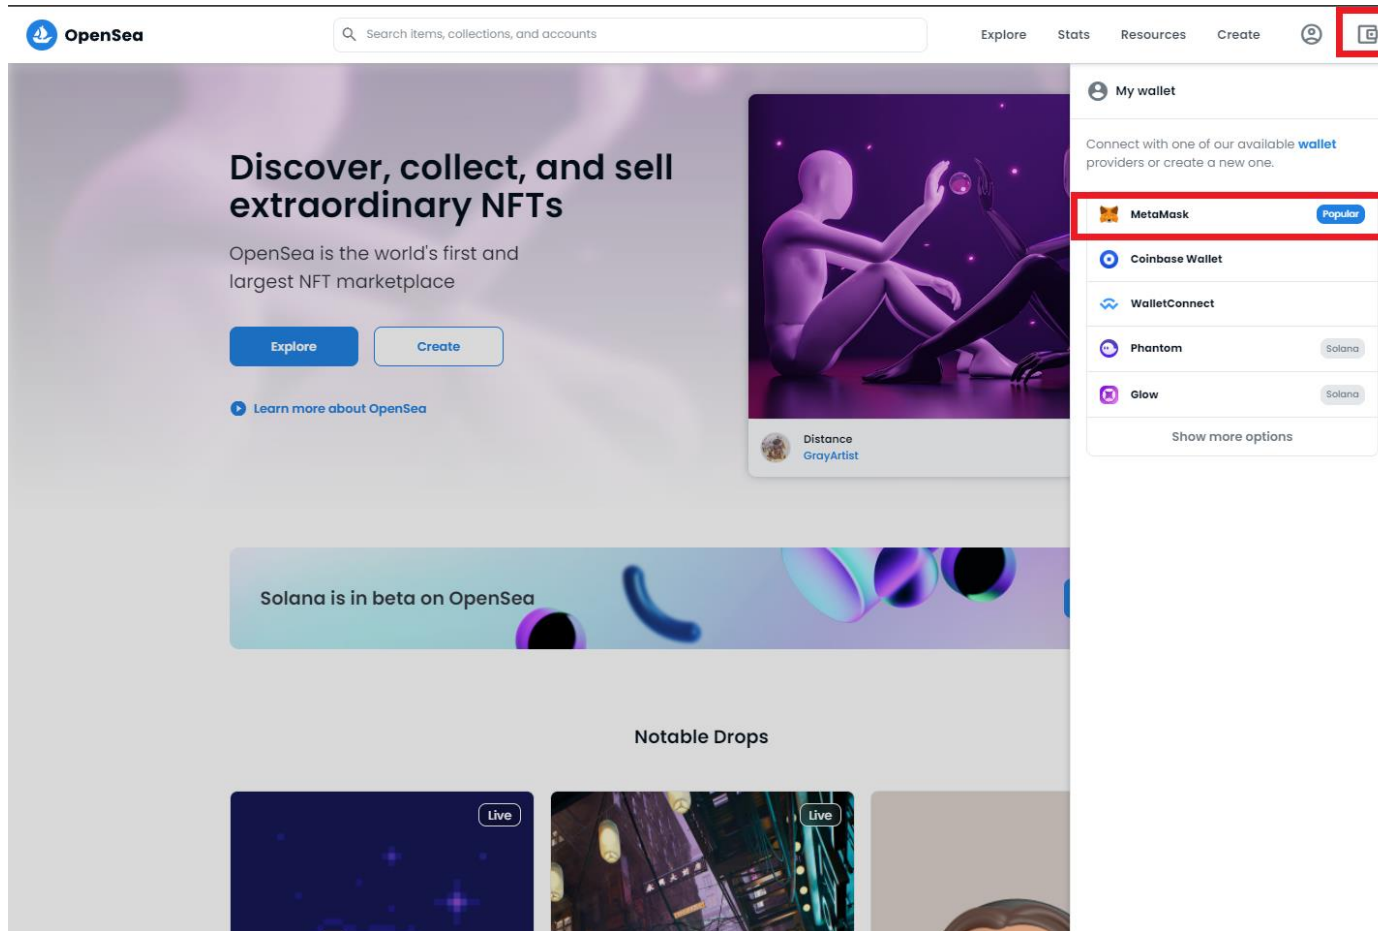 OpenSea
Search items, collections, and accounts
Explore
Stats
Resources
Create
My wallet
Connect with one of our available wallet
providers or create a new one.
MetaMask
Popular
Coinbase Wallet
WalletConnect
Phantom
Solana
Glow
Solana
Show more options
Discover, collect, and sell
extraordinary NFTs
OpenSea is the world's first and
largest NFT marketplace
Explore
Create
Learn more about OpenSea
Distance
GrayArtist
Solana is in beta on OpenSea
Notable Drops
Live
Live